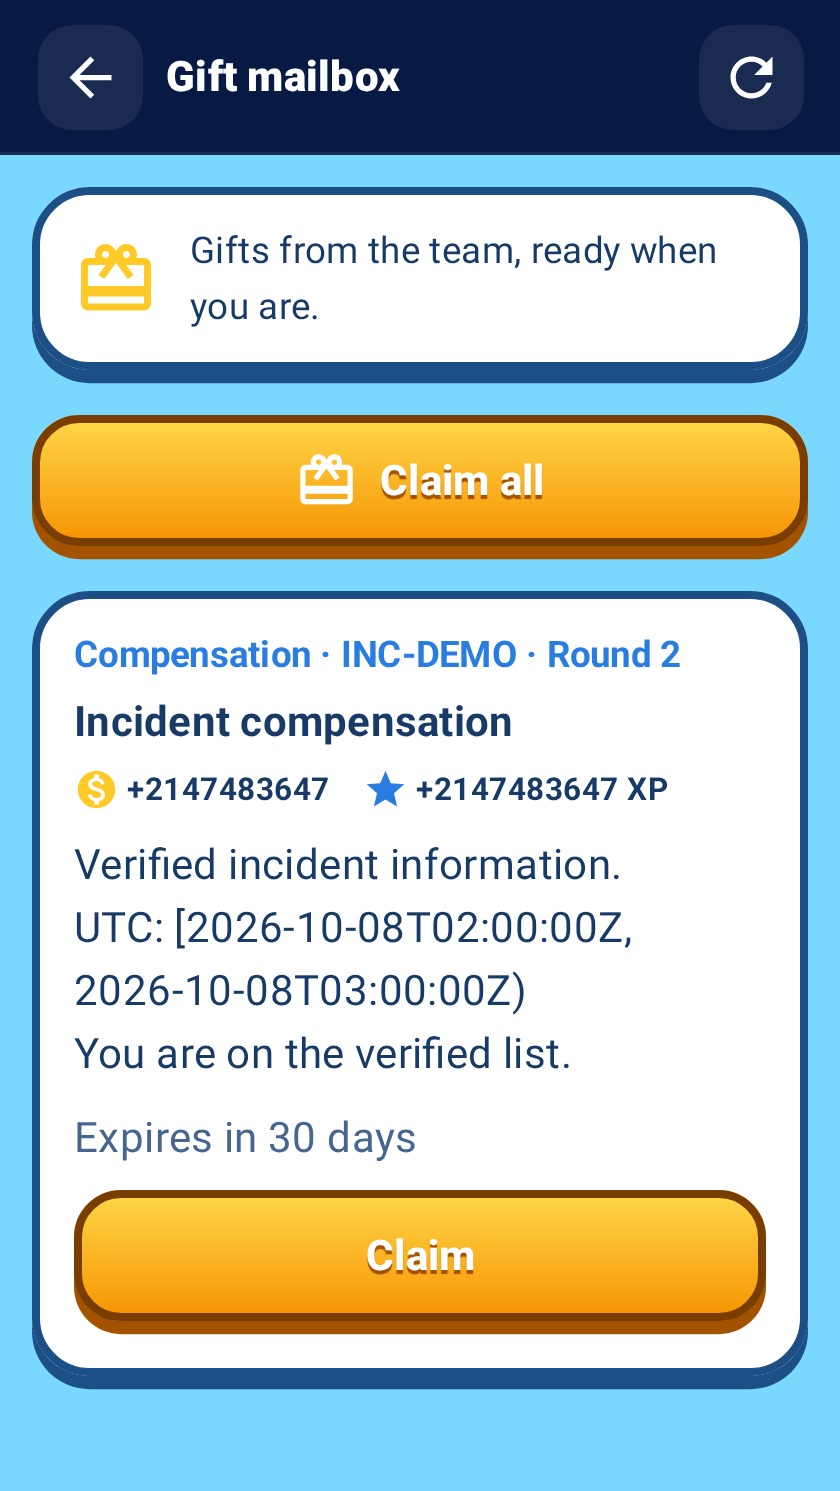 Gift mailbox
Gifts from the team, ready when
you are.
Claim all
Compensation · INC-DEMO · Round 2
Incident compensation
+2147483647 +2147483647 XP
Verified incident information.
UTC: [2026-10-08T02:00:00Z,
2026-10-08T03:00:00Z)
You are on the verified list.
Expires in 30 days
Claim